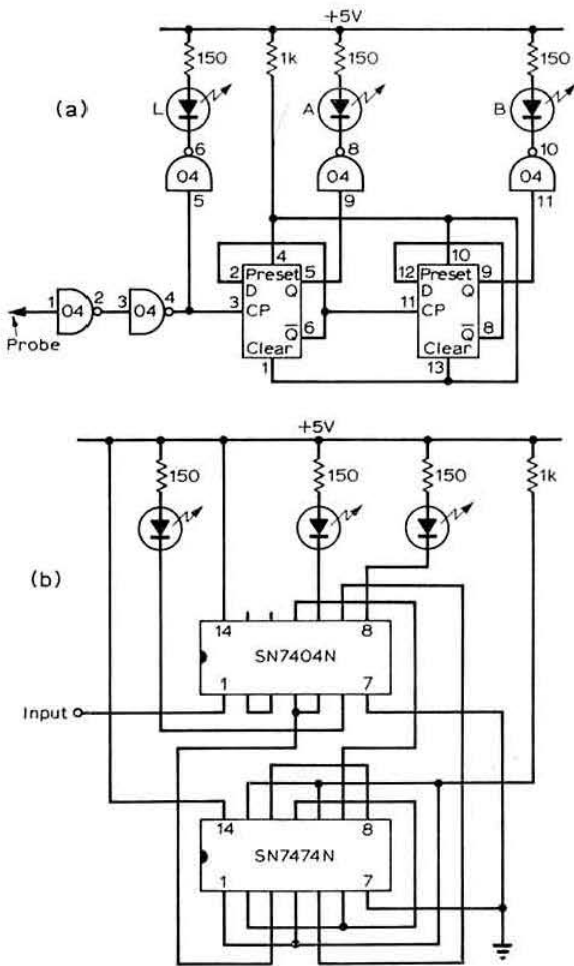 +5V
150 1k 150 150
(a) L A B
6 8 10
04 04 04
5 9 11
4 10
2 Preset 5 12 Preset 9
D Q D Q
1 04 2 3 04 4 3 CP 11 CP
Probe Q̅ 6 Q̅ 8
Clear Clear
1 13
+5V
150 150 150 1k
(b)
14 8
SN7404N
1 7
Input
14 8
SN7474N
1 7